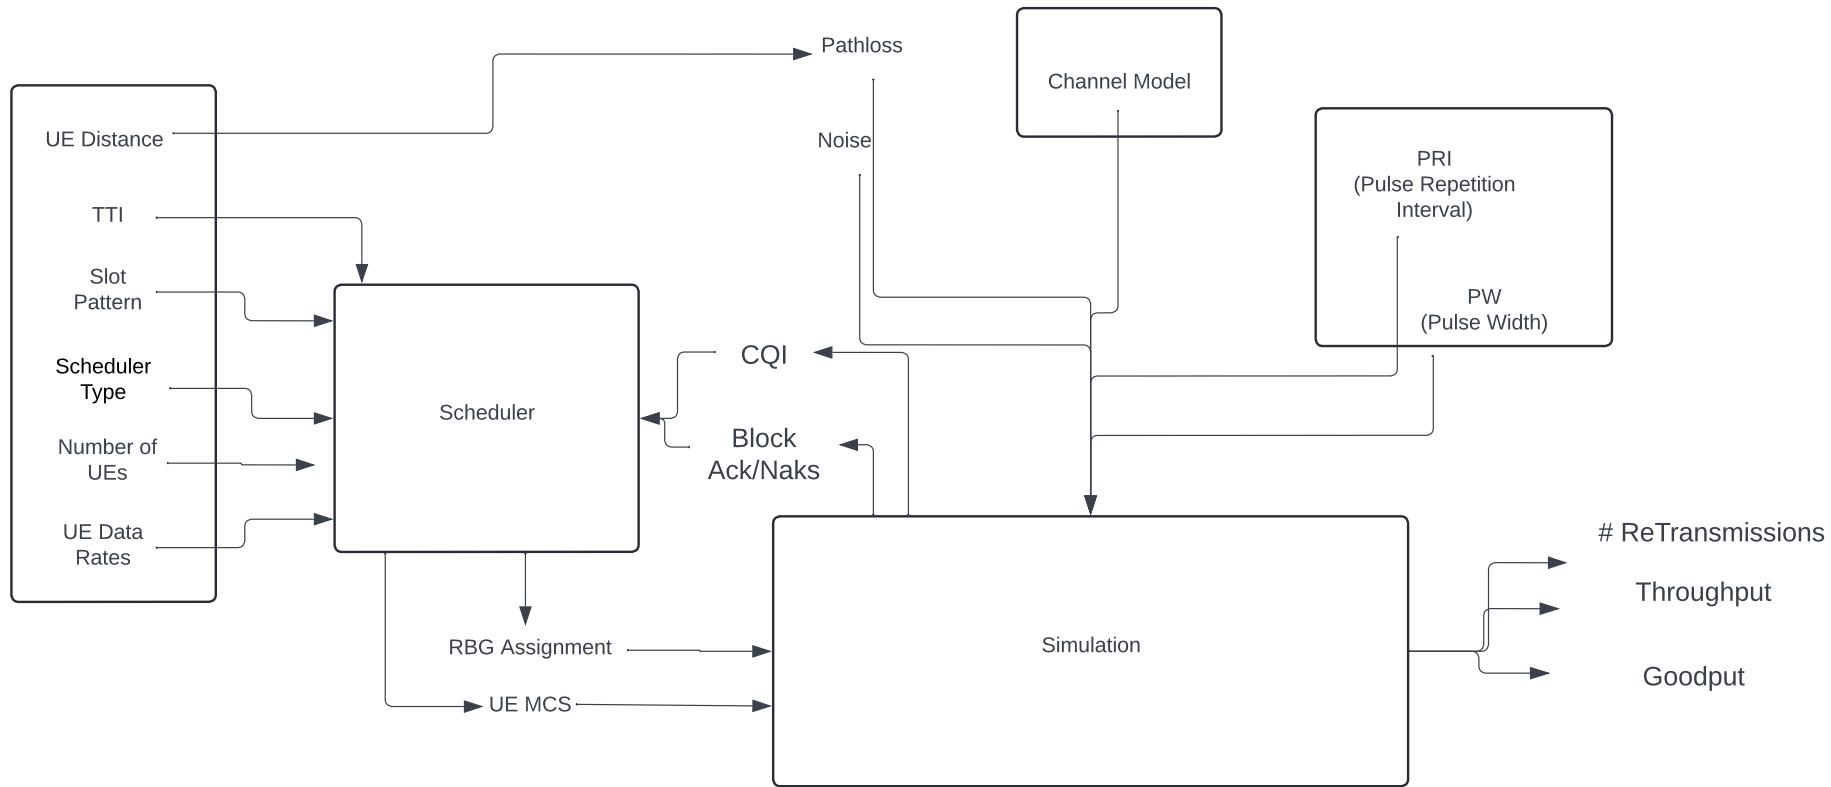 Pathloss
Channel Model
UE Distance
Noise
PRI
(Pulse Repetition
Interval)
TTI
Slot
Pattern
PW
(Pulse Width)
Scheduler
Type
CQI
Scheduler
Block
Ack/Naks
Number of
UEs
UE Data
Rates
# ReTransmissions
Throughput
RBG Assignment
Simulation
Goodput
UE MCS